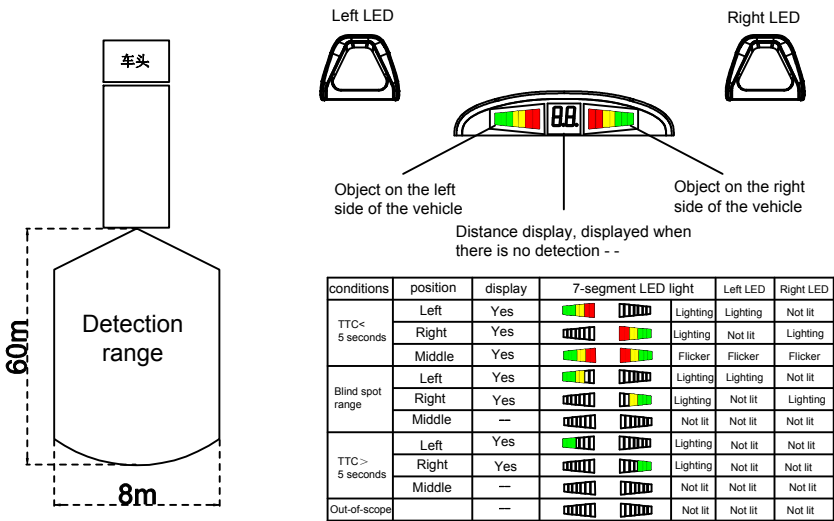 Left LED
Right LED
车头
88.
Object on the left
side of the vehicle
Object on the right
side of the vehicle
Distance display, displayed when
there is no detection - -
Detection
range
60m
8m
conditions position display 7-segment LED light Left LED Right LED
TTC<
5 seconds
Left Yes Lighting Lighting Not lit
Right Yes Lighting Not lit Lighting
Middle Yes Flicker Flicker Flicker
Blind spot
range
Left Yes Lighting Lighting Not lit
Right Yes Lighting Not lit Lighting
Middle -- Not lit Not lit Not lit
TTC>
5 seconds
Left Yes Lighting Not lit Not lit
Right Yes Lighting Not lit Not lit
Middle -- Not lit Not lit Not lit
Out-of-scope -- Not lit Not lit Not lit